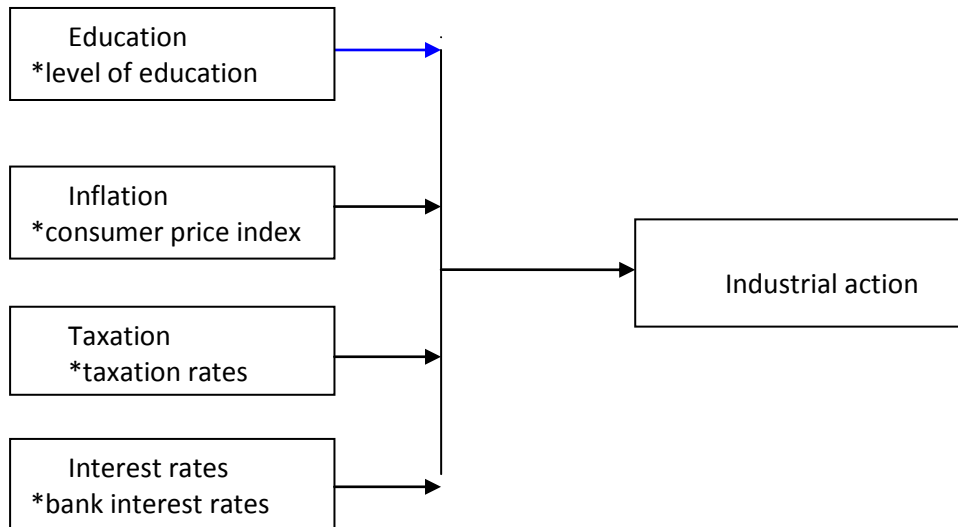 Education
*level of education
Inflation
*consumer price index
Industrial action
Taxation
*taxation rates
Interest rates
*bank interest rates